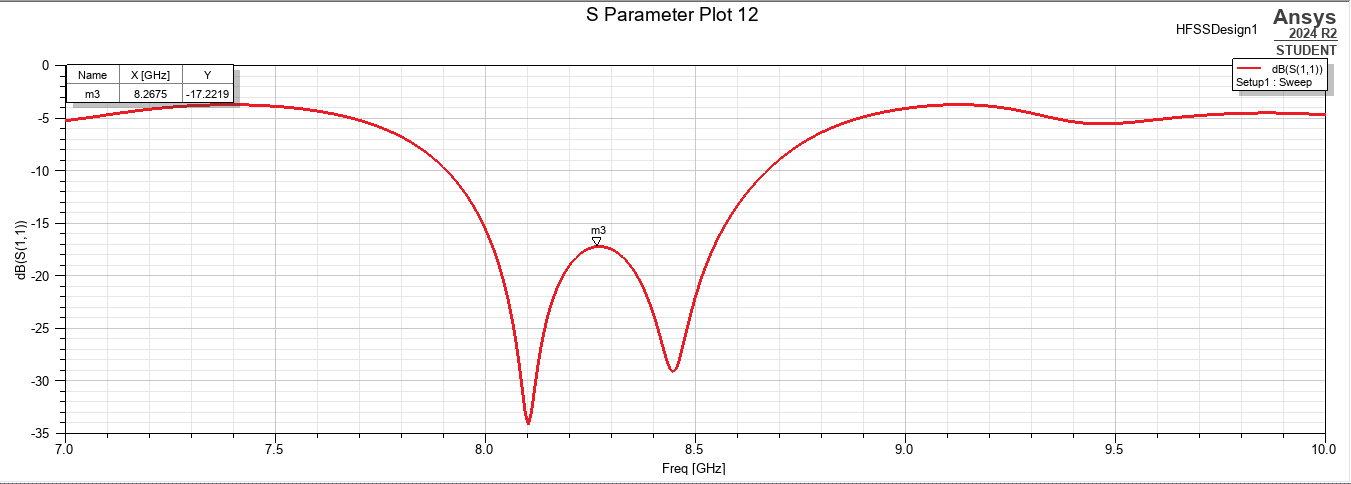 S Parameter Plot 12
HFSSDesign1
Ansys
2024 R2
STUDENT
Name X [GHz] Y
m3 8.2675 -17.2219
dB(S(1,1))
Setup1 : Sweep
m3
dB(S(1,1))
0
-5
-10
-15
-20
-25
-30
-35
7.0 7.5 8.0 8.5 9.0 9.5 10.0
Freq [GHz]